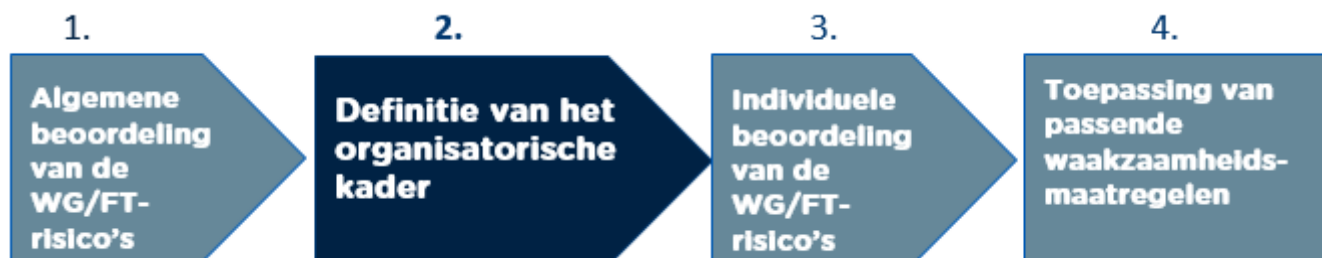 1.
Algemene
beoordeling
van de
WG/FT-
risico's
2.
Definitie van het
organisatorische
kader
3.
Individuele
beoordeling
van de
WG/FT-
risico's
4.
Toepassing van
passende
waakzaamheids-
maatregelen